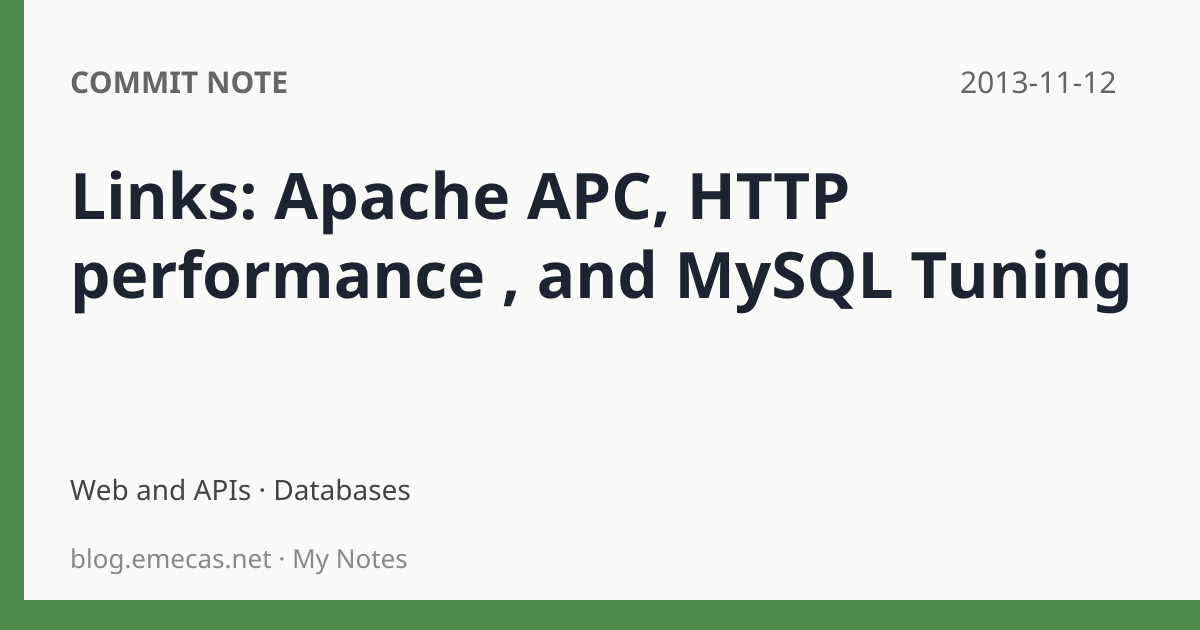 COMMIT NOTE
2013-11-12
Links: Apache APC, HTTP
performance , and MySQL Tuning
Web and APIs · Databases
blog.emecas.net · My Notes